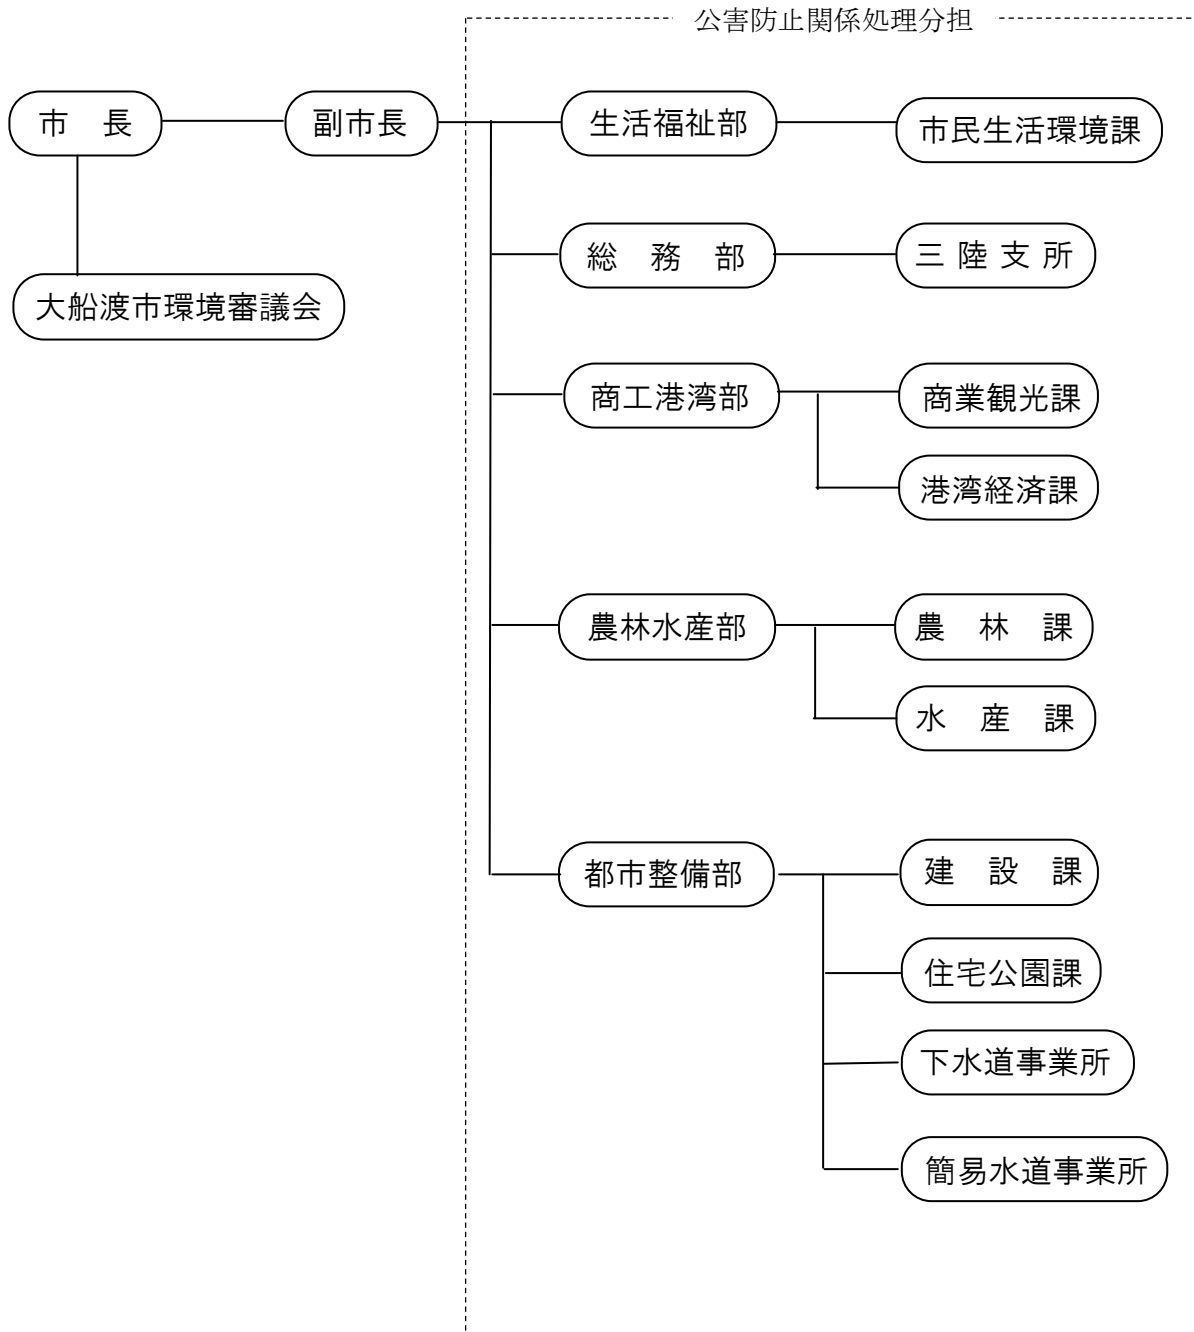 公害防止関係処理分担
市　長
副市長
生活福祉部
市民生活環境課
総　務　部
三 陸 支 所
大船渡市環境審議会
商工港湾部
商業観光課
港湾経済課
農林水産部
農　林　課
水　産　課
都市整備部
建　設　課
住宅公園課
下水道事業所
簡易水道事業所